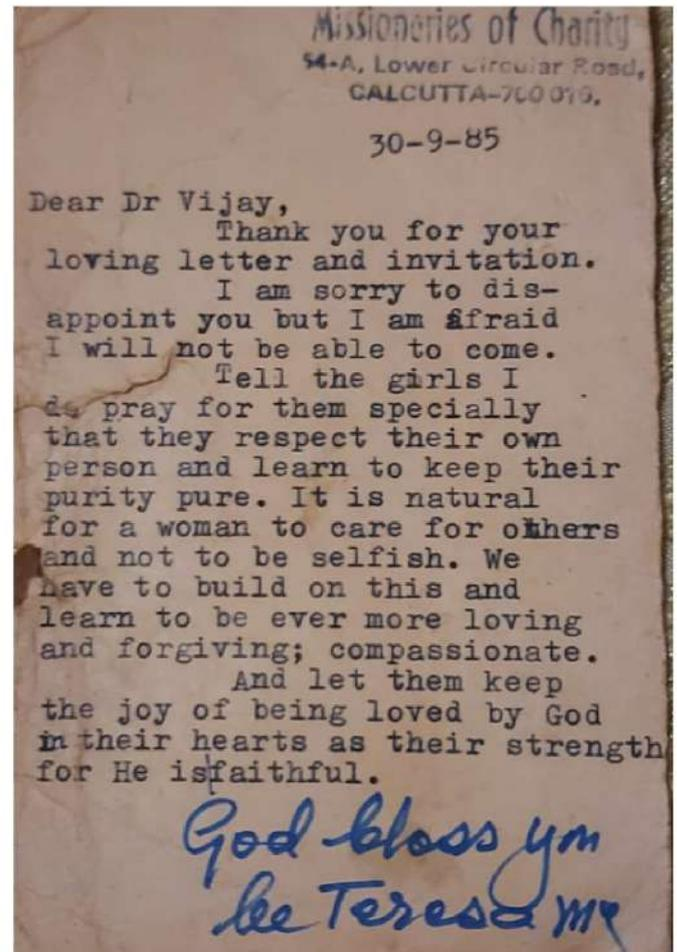 Missioneries of Charity
54-A, Lower Circular Road,
CALCUTTA-700 016.
30-9-85
Dear Dr Vijay,
Thank you for your
loving letter and invitation.
I am sorry to dis-
appoint you but I am afraid
I will not be able to come.
Tell the girls I
do pray for them specially
that they respect their own
person and learn to keep their
purity pure. It is natural
for a woman to care for others
and not to be selfish. We
have to build on this and
learn to be ever more loving
and forgiving; compassionate.
And let them keep
the joy of being loved by God
in their hearts as their strength
for He is faithful.
God bless you
lee Teresa mc